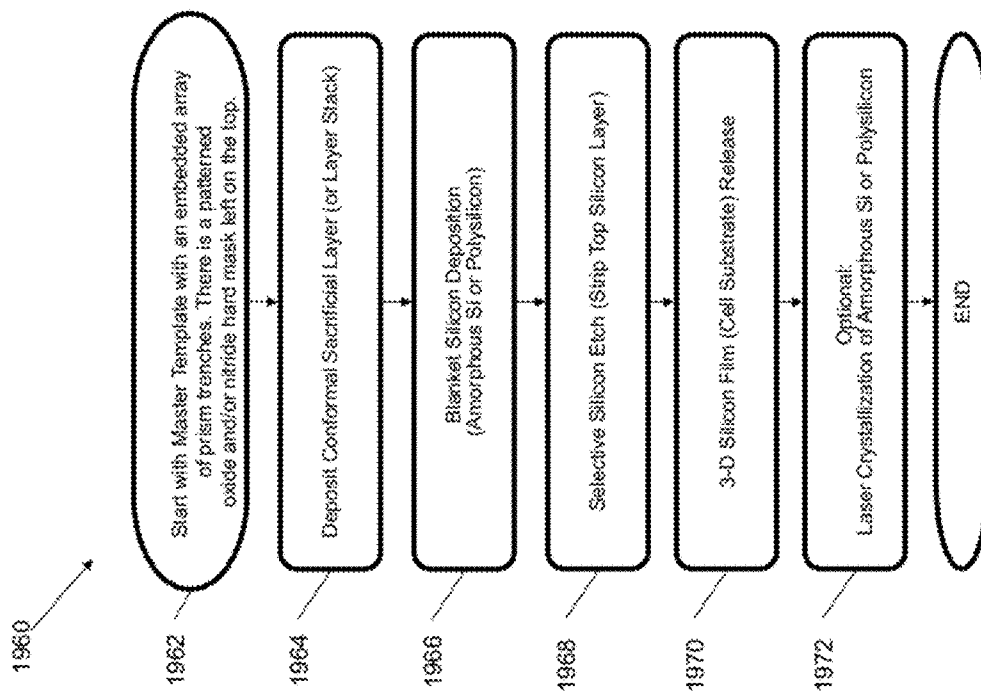 1960
1962
Start with Master Template with an embedded array
of prism trenches. There is a patterned
oxide and/or nitride hard mask left on the top.
1964
Deposit Conformal Sacrificial Layer (or Layer Stack)
1966
Blanket Silicon Deposition
(Amorphous Si or Polysilicon)
1968
Selective Silicon Etch (Strip Top Silicon Layer)
1970
3-D Silicon Film (Cell Substrate) Release
1972
Optional:
Laser Crystallization of Amorphous Si or Polysilicon
END